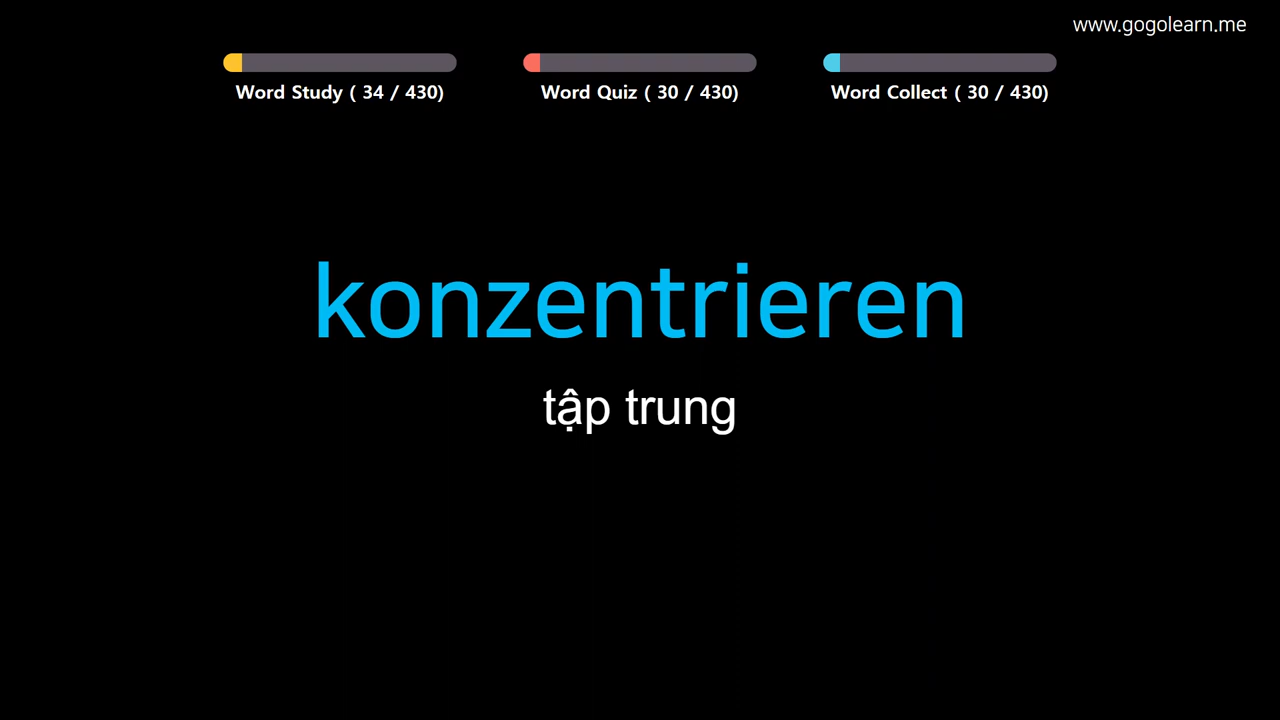 www.gogolearn.me
Word Study ( 34 / 430)
Word Quiz ( 30 / 430)
Word Collect ( 30 / 430)
konzentrieren
tập trung